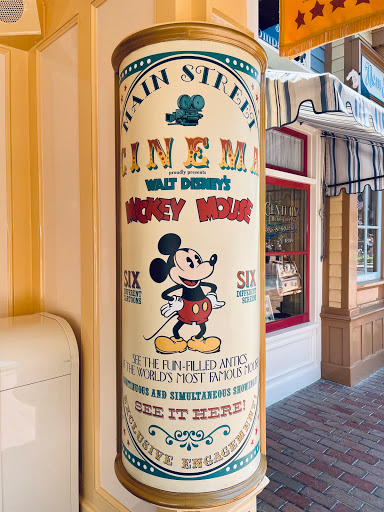 MAIN STREET
CINEMA
proudly presents
WALT DISNEY'S
MICKEY MOUSE
SIX
DIFFERENT
CARTOONS
SIX
DIFFERENT
SCREENS
SEE THE FUN-FILLED ANTICS
OF THE WORLD'S MOST FAMOUS MOUSE
CONTINUOUS AND SIMULTANEOUS SHOWINGS
SEE IT HERE!
EXCLUSIVE ENGAGEMENT
CENTURY